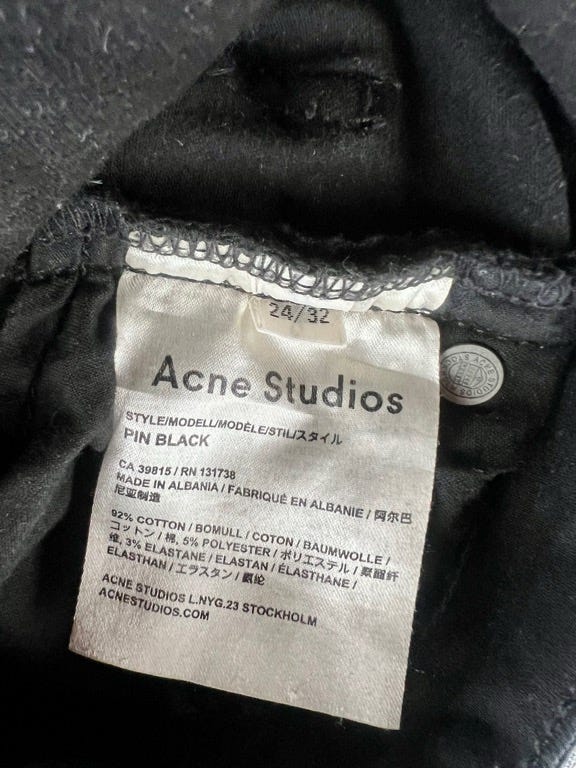 24/32
Acne Studios
STYLE/MODELL/MODÈLE/STIL/スタイル
PIN BLACK
CA 39815 / RN 131738
MADE IN ALBANIA / FABRIQUÉ EN ALBANIE / 阿尔巴
尼亚制造
92% COTTON / BOMULL / COTON / BAUMWOLLE /
コットン / 棉, 5% POLYESTER / ポリエステル / 聚酯纤
维, 3% ELASTANE / ELASTAN / ÉLASTHANE /
ELASTHAN / エラスタン / 氨纶
ACNE STUDIOS L.NYG.23 STOCKHOLM
ACNESTUDIOS.COM